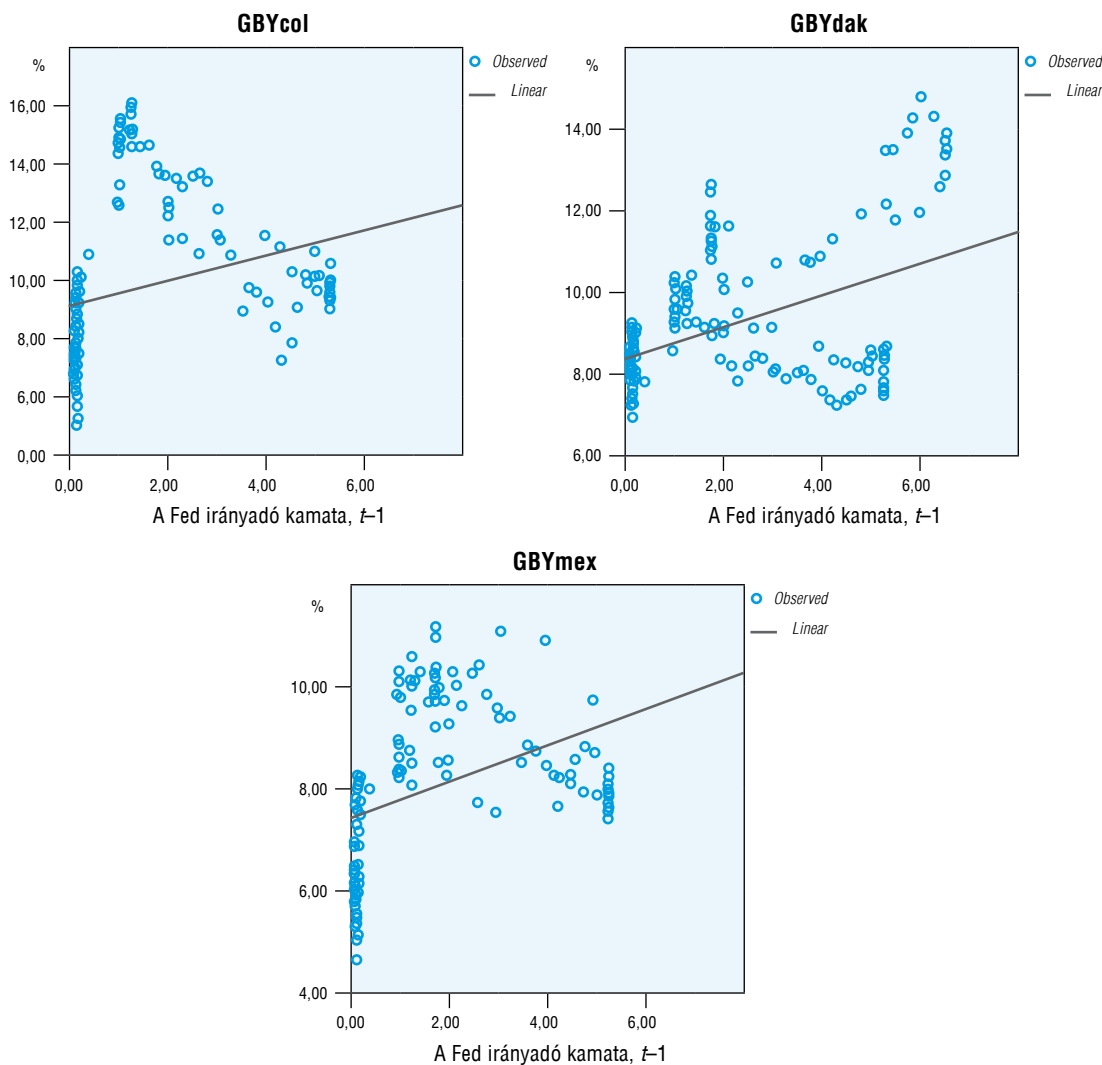 GBYcol
%
Observed
Linear
16,00
14,00
12,00
10,00
8,00
6,00
0,00
0,00 2,00 4,00 6,00
A Fed irányadó kamata, t–1
GBYdak
%
Observed
Linear
14,00
12,00
10,00
8,00
6,00
0,00 2,00 4,00 6,00
A Fed irányadó kamata, t–1
GBYmex
%
Observed
Linear
10,00
8,00
6,00
4,00
0,00 2,00 4,00 6,00
A Fed irányadó kamata, t–1